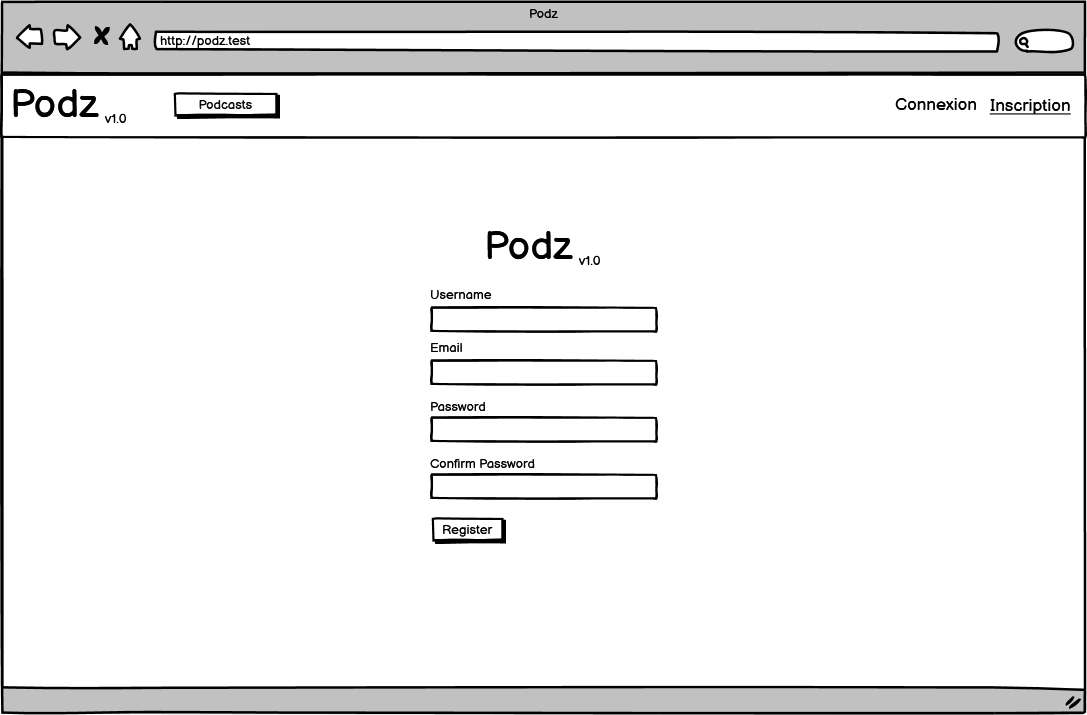 Podz
http://podz.test
Podz v1.0
Podcasts
Connexion
Inscription
Podz v1.0
Username
Email
Password
Confirm Password
Register